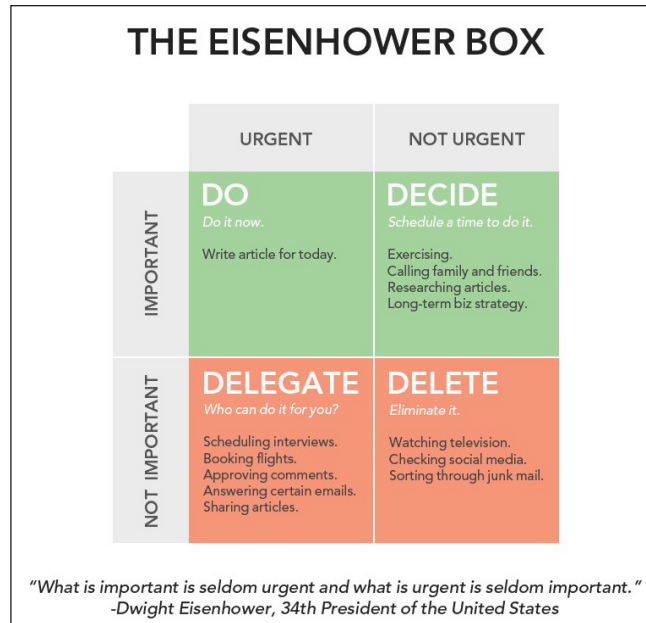 THE EISENHOWER BOX
URGENT
NOT URGENT
IMPORTANT
DO
Do it now.
Write article for today.
DECIDE
Schedule a time to do it.
Exercising.
Calling family and friends.
Researching articles.
Long-term biz strategy.
NOT IMPORTANT
DELEGATE
Who can do it for you?
Scheduling interviews.
Booking flights.
Approving comments.
Answering certain emails.
Sharing articles.
DELETE
Eliminate it.
Watching television.
Checking social media.
Sorting through junk mail.
“What is important is seldom urgent and what is urgent is seldom important.”
-Dwight Eisenhower, 34th President of the United States